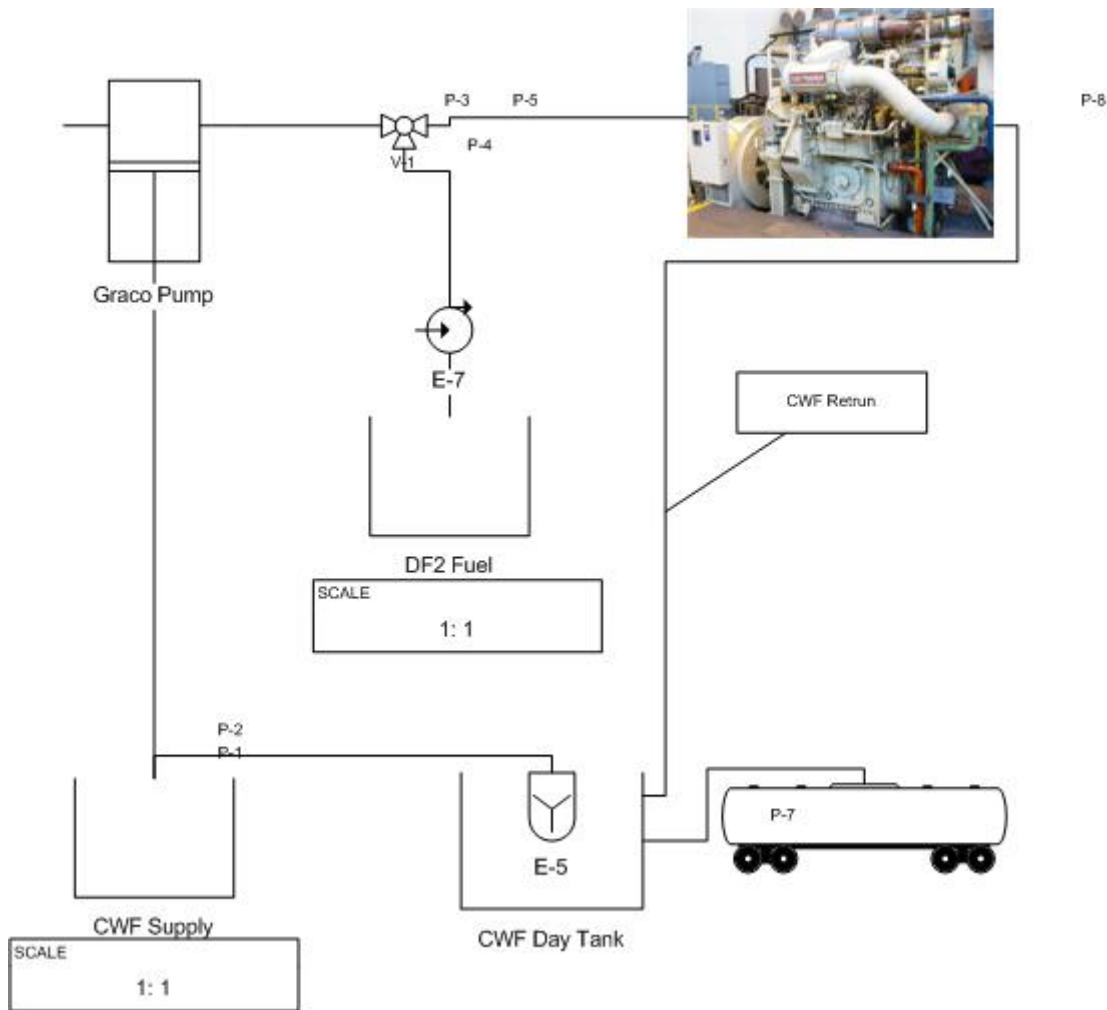 P-3
P-5
P-8
P-4
V-1
Graco Pump
E-7
CWF Retrun
DF2 Fuel
SCALE
1: 1
P-2
P-1
P-7
E-5
CWF Supply
CWF Day Tank
SCALE
1: 1